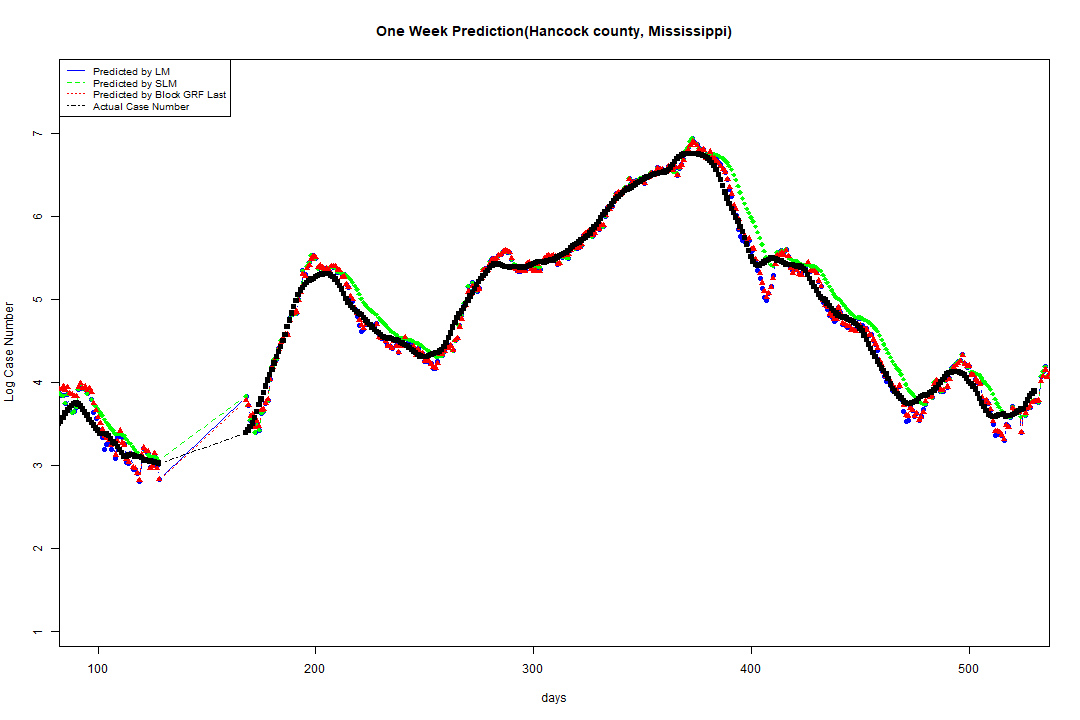 One Week Prediction(Hancock county, Mississippi)
Predicted by LM
Predicted by SLM
Predicted by Block GRF Last
Actual Case Number
7
6
5
4
3
2
1
Log Case Number
100 200 300 400 500
days